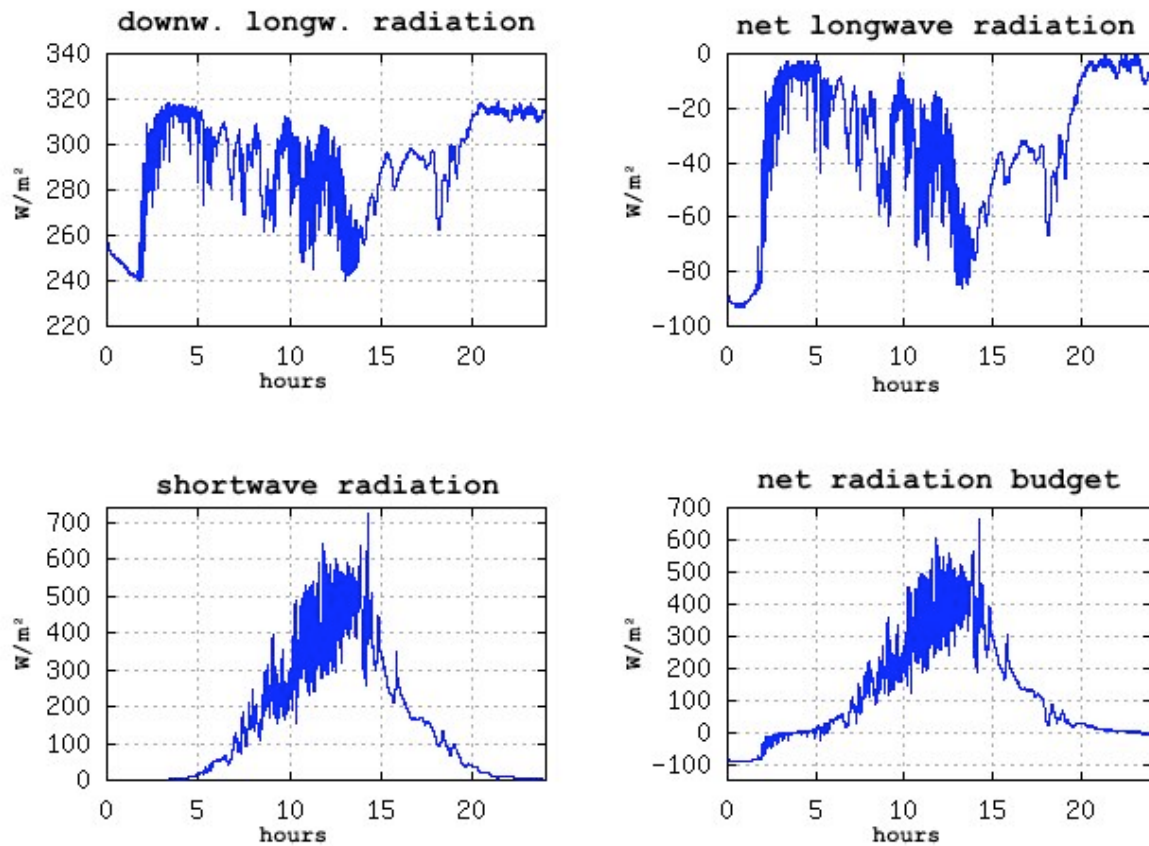 downw. longw. radiation
340
320
300
280
260
240
220
W/m²
0 5 10 15 20
hours
net longwave radiation
0
−20
−40
−60
−80
−100
W/m²
0 5 10 15 20
hours
shortwave radiation
700
600
500
400
300
200
100
0
W/m²
0 5 10 15 20
hours
net radiation budget
700
600
500
400
300
200
100
0
−100
W/m²
0 5 10 15 20
hours